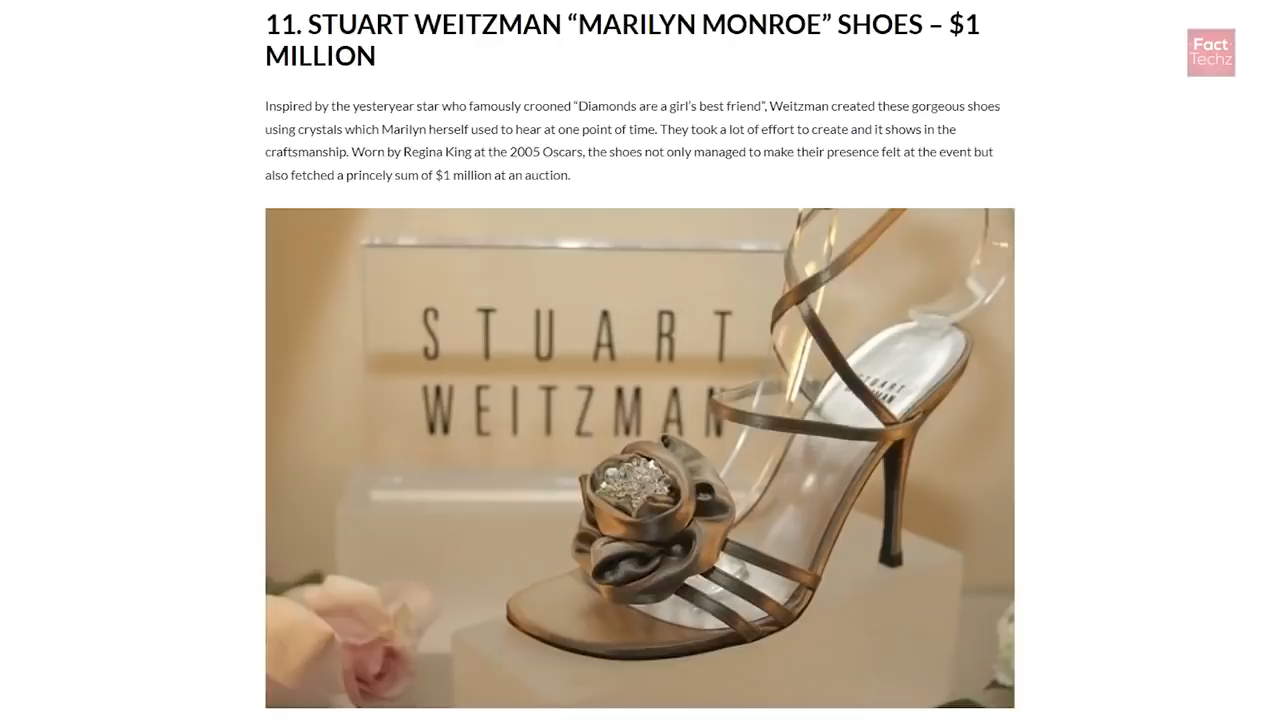 11. STUART WEITZMAN “MARILYN MONROE” SHOES – $1
MILLION
Fact
Techz
Inspired by the yesteryear star who famously crooned “Diamonds are a girl’s best friend”, Weitzman created these gorgeous shoes
using crystals which Marilyn herself used to hear at one point of time. They took a lot of effort to create and it shows in the
craftsmanship. Worn by Regina King at the 2005 Oscars, the shoes not only managed to make their presence felt at the event but
also fetched a princely sum of $1 million at an auction.
STUART
WEITZMAN
STUART